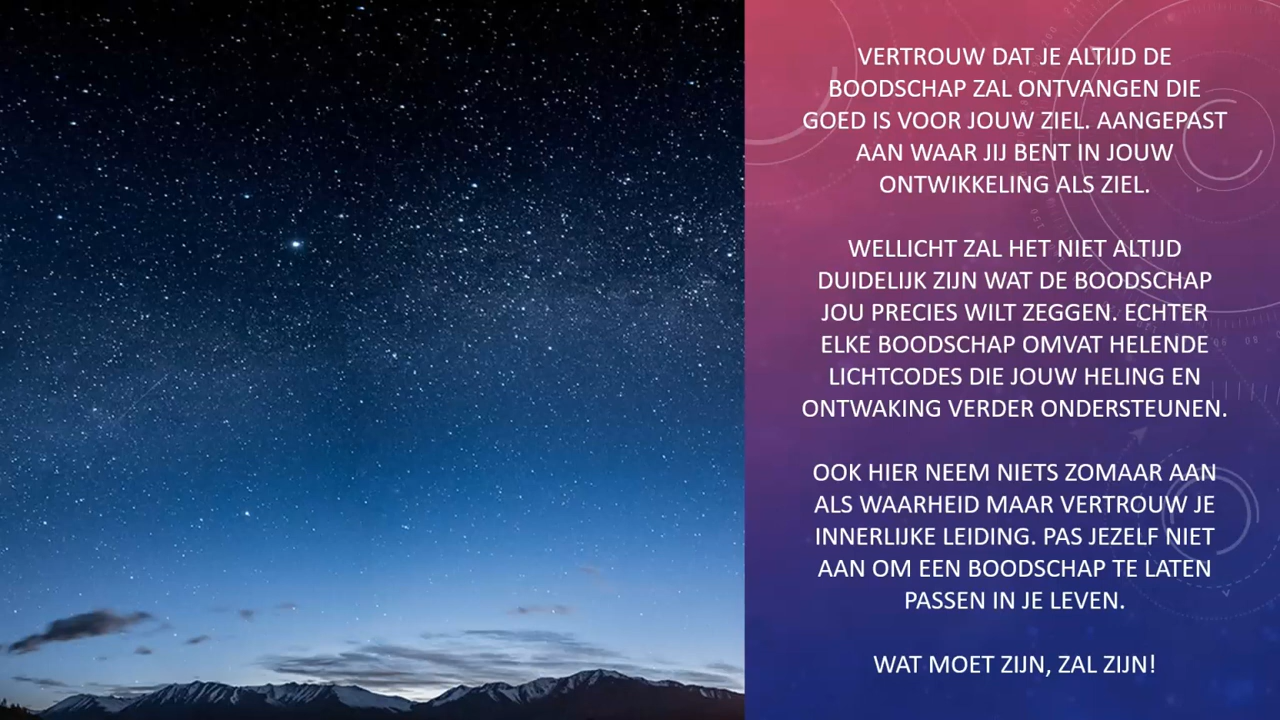 VERTROUW DAT JE ALTIJD DE
BOODSCHAP ZAL ONTVANGEN DIE
GOED IS VOOR JOUW ZIEL. AANGEPAST
AAN WAAR JIJ BENT IN JOUW
ONTWIKKELING ALS ZIEL.
WELLICHT ZAL HET NIET ALTIJD
DUIDELIJK ZIJN WAT DE BOODSCHAP
JOU PRECIES WILT ZEGGEN. ECHTER
ELKE BOODSCHAP OMVAT HELENDE
LICHTCODES DIE JOUW HELING EN
ONTWAKING VERDER ONDERSTEUNEN.
OOK HIER NEEM NIETS ZOMAAR AAN
ALS WAARHEID MAAR VERTROUW JE
INNERLIJKE LEIDING. PAS JEZELF NIET
AAN OM EEN BOODSCHAP TE LATEN
PASSEN IN JE LEVEN.
WAT MOET ZIJN, ZAL ZIJN!